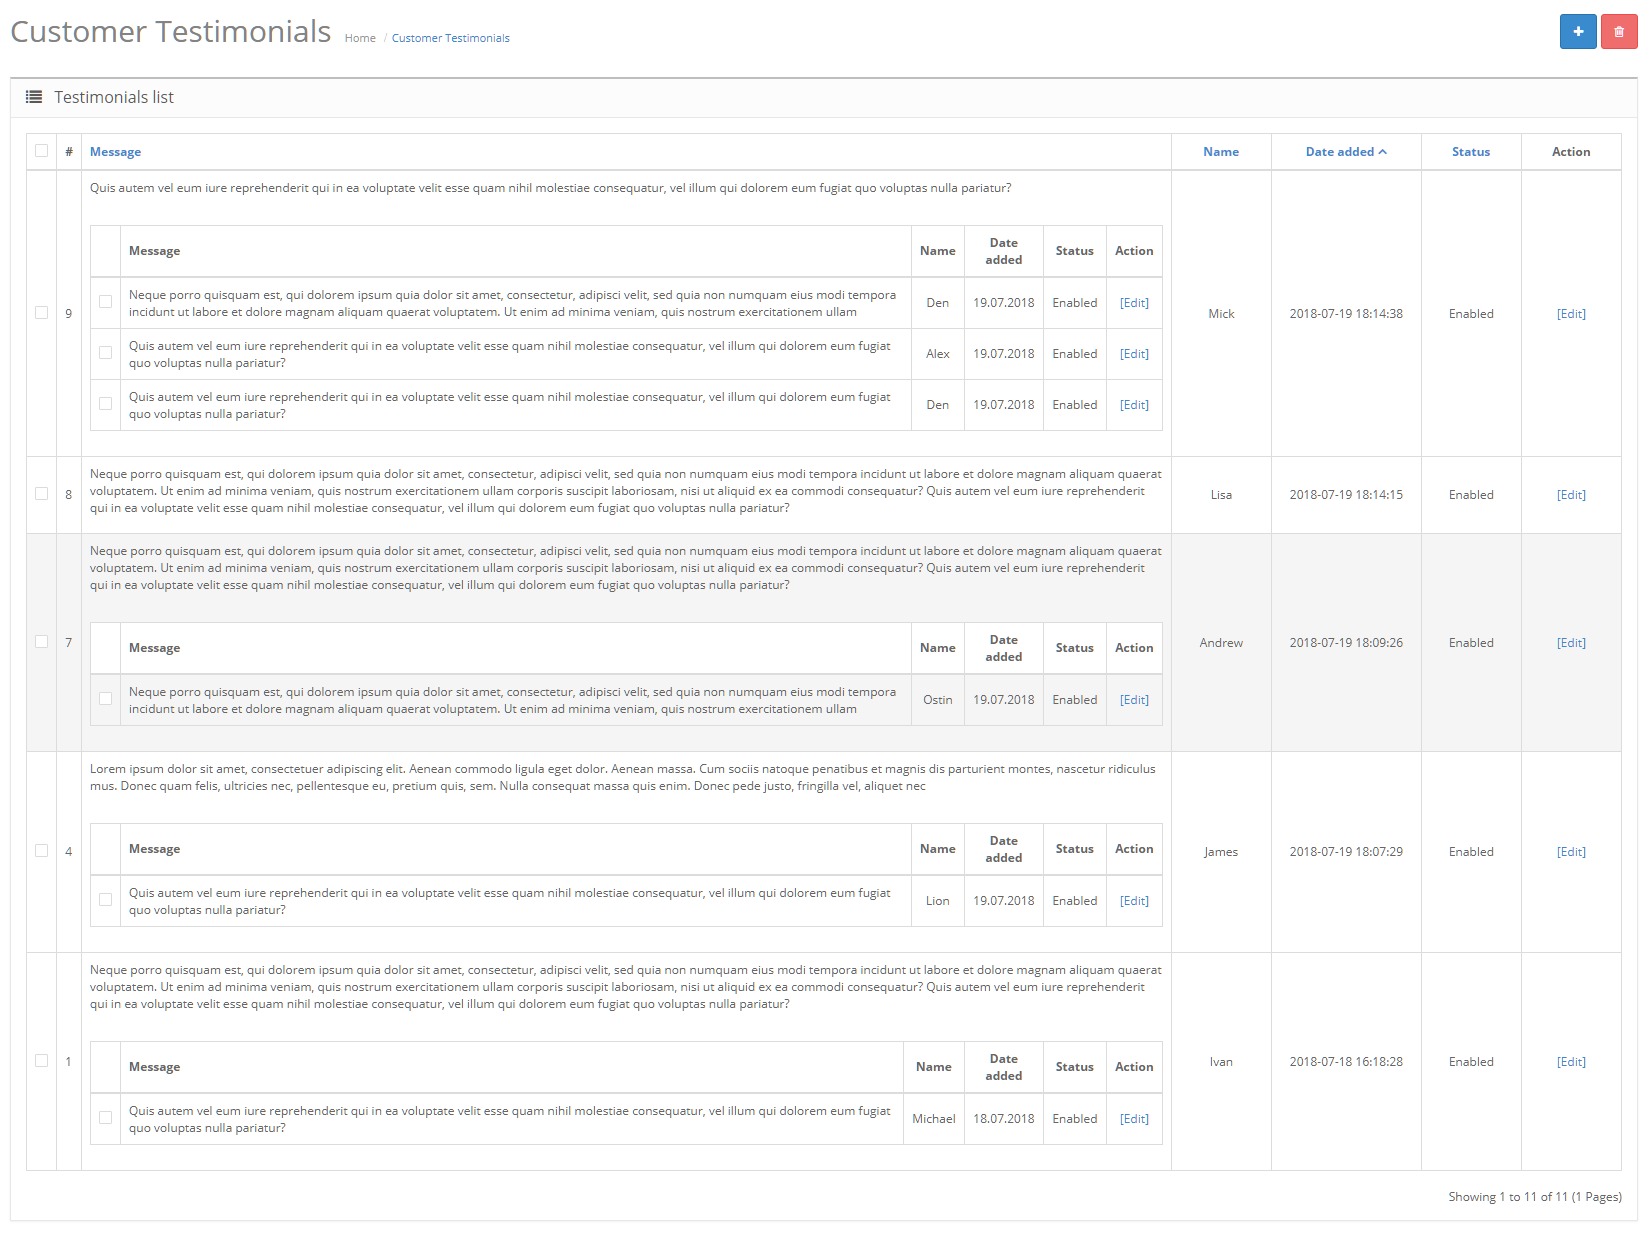 Customer Testimonials Home / Customer Testimonials
Testimonials list
# Message Name Date added Status Action
Quis autem vel eum iure reprehenderit qui in ea voluptate velit esse quam nihil molestiae consequatur, vel illum qui dolorem eum fugiat quo voluptas nulla pariatur?
Message Name Date added Status Action
Neque porro quisquam est, qui dolorem ipsum quia dolor sit amet, consectetur, adipisci velit, sed quia non numquam eius modi tempora
incidunt ut labore et dolore magnam aliquam quaerat voluptatem. Ut enim ad minima veniam, quis nostrum exercitationem ullam
Den 19.07.2018 Enabled [Edit]
Quis autem vel eum iure reprehenderit qui in ea voluptate velit esse quam nihil molestiae consequatur, vel illum qui dolorem eum fugiat
quo voluptas nulla pariatur?
Alex 19.07.2018 Enabled [Edit]
Quis autem vel eum iure reprehenderit qui in ea voluptate velit esse quam nihil molestiae consequatur, vel illum qui dolorem eum fugiat
quo voluptas nulla pariatur?
Den 19.07.2018 Enabled [Edit]
9 Mick 2018-07-19 18:14:38 Enabled [Edit]
Neque porro quisquam est, qui dolorem ipsum quia dolor sit amet, consectetur, adipisci velit, sed quia non numquam eius modi tempora incidunt ut labore et dolore magnam aliquam quaerat
voluptatem. Ut enim ad minima veniam, quis nostrum exercitationem ullam corporis suscipit laboriosam, nisi ut aliquid ex ea commodi consequatur? Quis autem vel eum iure reprehenderit
qui in ea voluptate velit esse quam nihil molestiae consequatur, vel illum qui dolorem eum fugiat quo voluptas nulla pariatur?
8 Lisa 2018-07-19 18:14:15 Enabled [Edit]
Neque porro quisquam est, qui dolorem ipsum quia dolor sit amet, consectetur, adipisci velit, sed quia non numquam eius modi tempora incidunt ut labore et dolore magnam aliquam quaerat
voluptatem. Ut enim ad minima veniam, quis nostrum exercitationem ullam corporis suscipit laboriosam, nisi ut aliquid ex ea commodi consequatur? Quis autem vel eum iure reprehenderit
qui in ea voluptate velit esse quam nihil molestiae consequatur, vel illum qui dolorem eum fugiat quo voluptas nulla pariatur?
Message Name Date added Status Action
Neque porro quisquam est, qui dolorem ipsum quia dolor sit amet, consectetur, adipisci velit, sed quia non numquam eius modi tempora
incidunt ut labore et dolore magnam aliquam quaerat voluptatem. Ut enim ad minima veniam, quis nostrum exercitationem ullam
Ostin 19.07.2018 Enabled [Edit]
7 Andrew 2018-07-19 18:09:26 Enabled [Edit]
Lorem ipsum dolor sit amet, consectetuer adipiscing elit. Aenean commodo ligula eget dolor. Aenean massa. Cum sociis natoque penatibus et magnis dis parturient montes, nascetur ridiculus
mus. Donec quam felis, ultricies nec, pellentesque eu, pretium quis, sem. Nulla consequat massa quis enim. Donec pede justo, fringilla vel, aliquet nec
Message Name Date added Status Action
Quis autem vel eum iure reprehenderit qui in ea voluptate velit esse quam nihil molestiae consequatur, vel illum qui dolorem eum fugiat
quo voluptas nulla pariatur?
Lion 19.07.2018 Enabled [Edit]
4 James 2018-07-19 18:07:29 Enabled [Edit]
Neque porro quisquam est, qui dolorem ipsum quia dolor sit amet, consectetur, adipisci velit, sed quia non numquam eius modi tempora incidunt ut labore et dolore magnam aliquam quaerat
voluptatem. Ut enim ad minima veniam, quis nostrum exercitationem ullam corporis suscipit laboriosam, nisi ut aliquid ex ea commodi consequatur? Quis autem vel eum iure reprehenderit
qui in ea voluptate velit esse quam nihil molestiae consequatur, vel illum qui dolorem eum fugiat quo voluptas nulla pariatur?
Message Name Date added Status Action
Quis autem vel eum iure reprehenderit qui in ea voluptate velit esse quam nihil molestiae consequatur, vel illum qui dolorem eum fugiat
quo voluptas nulla pariatur?
Michael 18.07.2018 Enabled [Edit]
1 Ivan 2018-07-18 16:18:28 Enabled [Edit]
Showing 1 to 11 of 11 (1 Pages)